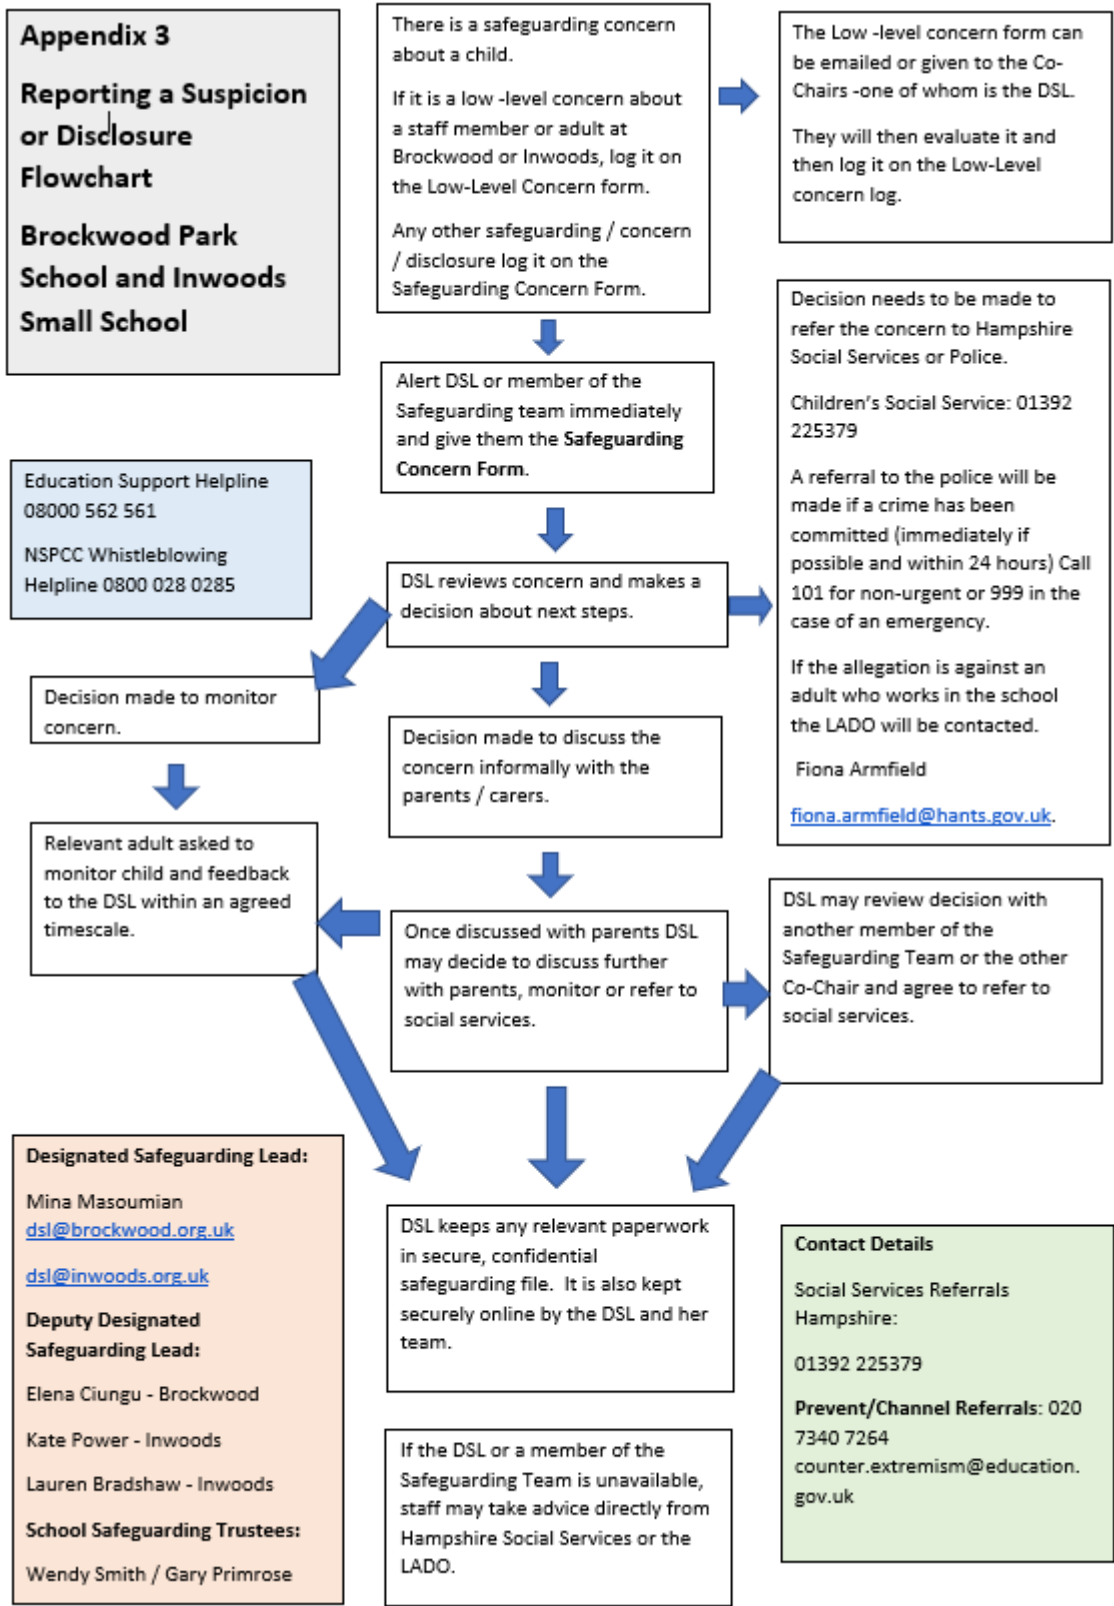 Appendix 3
Reporting a Suspicion
or Disclosure
Flowchart
Brockwood Park
School and Inwoods
Small School
There is a safeguarding concern
about a child.
If it is a low -level concern about
a staff member or adult at
Brockwood or Inwoods, log it on
the Low-Level Concern form.
Any other safeguarding / concern
/ disclosure log it on the
Safeguarding Concern Form.
The Low -level concern form can
be emailed or given to the Co-
Chairs -one of whom is the DSL.
They will then evaluate it and
then log it on the Low-Level
concern log.
Alert DSL or member of the
Safeguarding team immediately
and give them the Safeguarding
Concern Form.
Decision needs to be made to
refer the concern to Hampshire
Social Services or Police.
Children's Social Service: 01392
225379
A referral to the police will be
made if a crime has been
committed (immediately if
possible and within 24 hours) Call
101 for non-urgent or 999 in the
case of an emergency.
If the allegation is against an
adult who works in the school
the LADO will be contacted.
Fiona Armfield
fiona.armfield@hants.gov.uk.
Education Support Helpline
08000 562 561
NSPCC Whistleblowing
Helpline 0800 028 0285
DSL reviews concern and makes a
decision about next steps.
Decision made to monitor
concern.
Decision made to discuss the
concern informally with the
parents / carers.
Relevant adult asked to
monitor child and feedback
to the DSL within an agreed
timescale.
Once discussed with parents DSL
may decide to discuss further
with parents, monitor or refer to
social services.
DSL may review decision with
another member of the
Safeguarding Team or the other
Co-Chair and agree to refer to
social services.
Designated Safeguarding Lead:
Mina Masoumian
dsl@brockwood.org.uk
dsl@inwoods.org.uk
Deputy Designated
Safeguarding Lead:
Elena Ciungu - Brockwood
Kate Power - Inwoods
Lauren Bradshaw - Inwoods
School Safeguarding Trustees:
Wendy Smith / Gary Primrose
DSL keeps any relevant paperwork
in secure, confidential
safeguarding file. It is also kept
securely online by the DSL and her
team.
If the DSL or a member of the
Safeguarding Team is unavailable,
staff may take advice directly from
Hampshire Social Services or the
LADO.
Contact Details
Social Services Referrals
Hampshire:
01392 225379
Prevent/Channel Referrals: 020
7340 7264
counter.extremism@education.
gov.uk